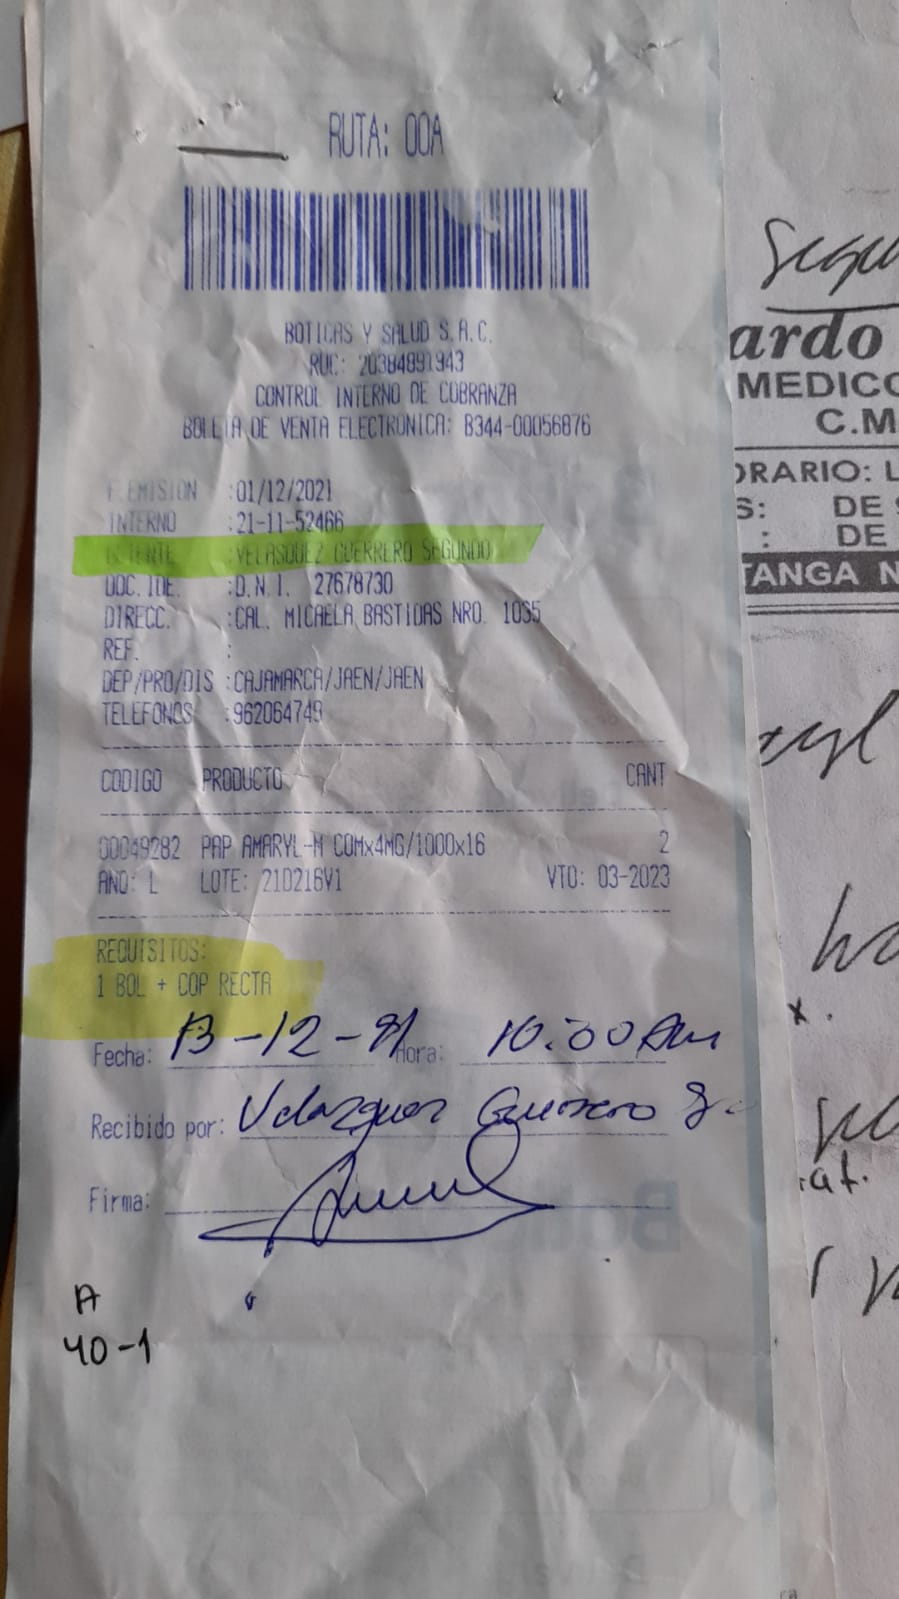 RUTA: 00A
BOTICAS Y SALUD S.A.C.
RUC: 20384891943
CONTROL INTERNO DE COBRANZA
BOLETA DE VENTA ELECTRONICA: B344-00056876
F.EMISION :01/12/2021
INTERNO :21-11-52466
:VELASQUEZ GUERRERO SEGUNDO
DOC. IDE. :D.N.I. 27678730
DIRECC. :CAL. MICAELA BASTIDAS NRO. 1035
REF. :
DEP/PRO/DIS :CAJAMARCA/JAEN/JAEN
TELEFONOS :962064749
CODIGO PRODUCTO CANT
00049282 PAP AMARYL-M COMx4MG/1000x16 2
ANO: L LOTE: 21D216V1 VTO: 03-2023
REQUISITOS:
1 BOL + COP RECTA
Fecha: 13-12-21 Hora: 10:00 Am
Recibido por: Velazquez Guerrero S.
Firma:
A
40-1
ardo
MEDICO
C.M
ORARIO: L
S: DE
: DE
TANGA N